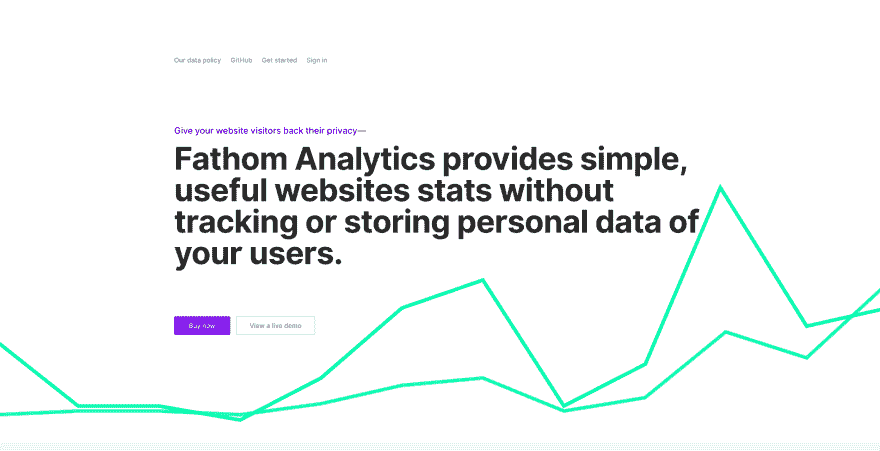 Our data policy GitHub Get started Sign in
Give your website visitors back their privacy—
Fathom Analytics provides simple,
useful websites stats without
tracking or storing personal data of
your users.
Buy now View a live demo